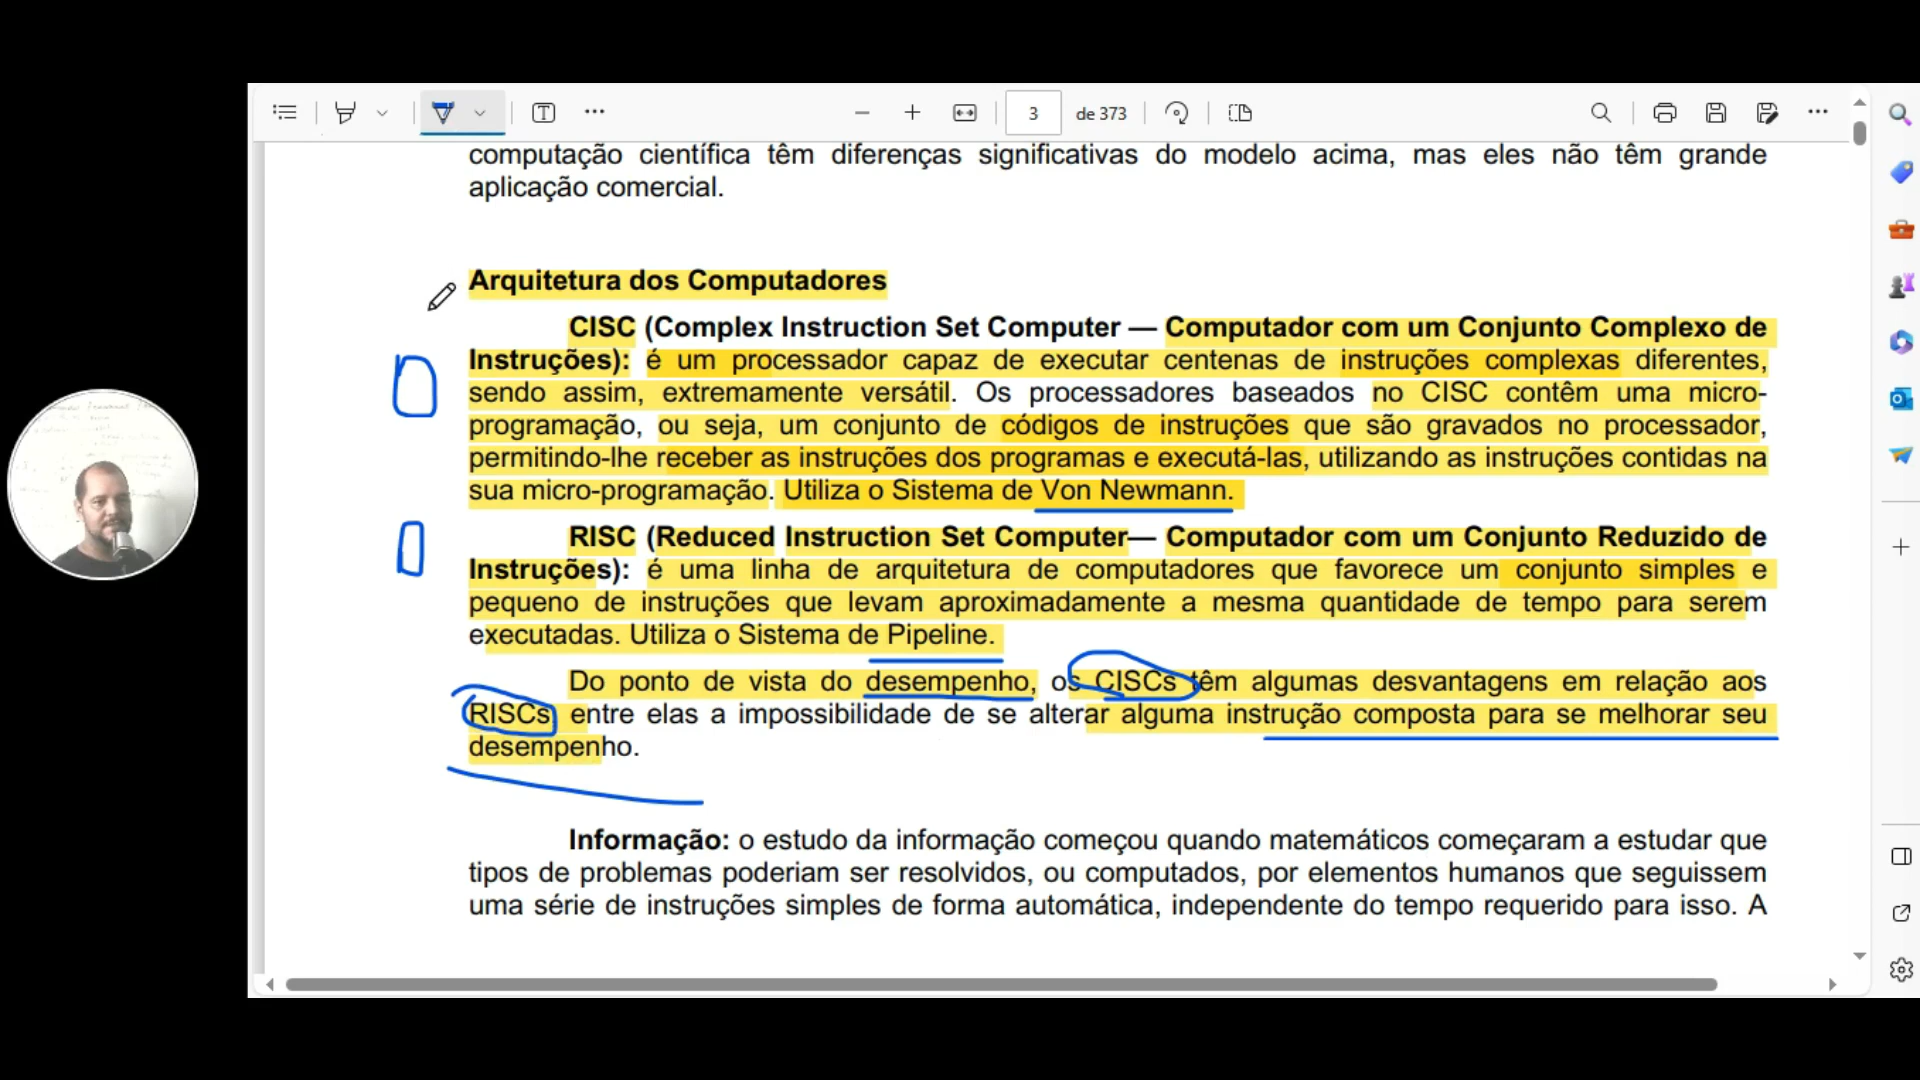 3 de 373
computação científica têm diferenças significativas do modelo acima, mas eles não têm grande
aplicação comercial.
Arquitetura dos Computadores
CISC (Complex Instruction Set Computer — Computador com um Conjunto Complexo de
Instruções): é um processador capaz de executar centenas de instruções complexas diferentes,
sendo assim, extremamente versátil. Os processadores baseados no CISC contêm uma micro-
programação, ou seja, um conjunto de códigos de instruções que são gravados no processador,
permitindo-lhe receber as instruções dos programas e executá-las, utilizando as instruções contidas na
sua micro-programação. Utiliza o Sistema de Von Newmann.
RISC (Reduced Instruction Set Computer— Computador com um Conjunto Reduzido de
Instruções): é uma linha de arquitetura de computadores que favorece um conjunto simples e
pequeno de instruções que levam aproximadamente a mesma quantidade de tempo para serem
executadas. Utiliza o Sistema de Pipeline.
Do ponto de vista do desempenho, os CISCs têm algumas desvantagens em relação aos
RISCs, entre elas a impossibilidade de se alterar alguma instrução composta para se melhorar seu
desempenho.
Informação: o estudo da informação começou quando matemáticos começaram a estudar que
tipos de problemas poderiam ser resolvidos, ou computados, por elementos humanos que seguissem
uma série de instruções simples de forma automática, independente do tempo requerido para isso. A